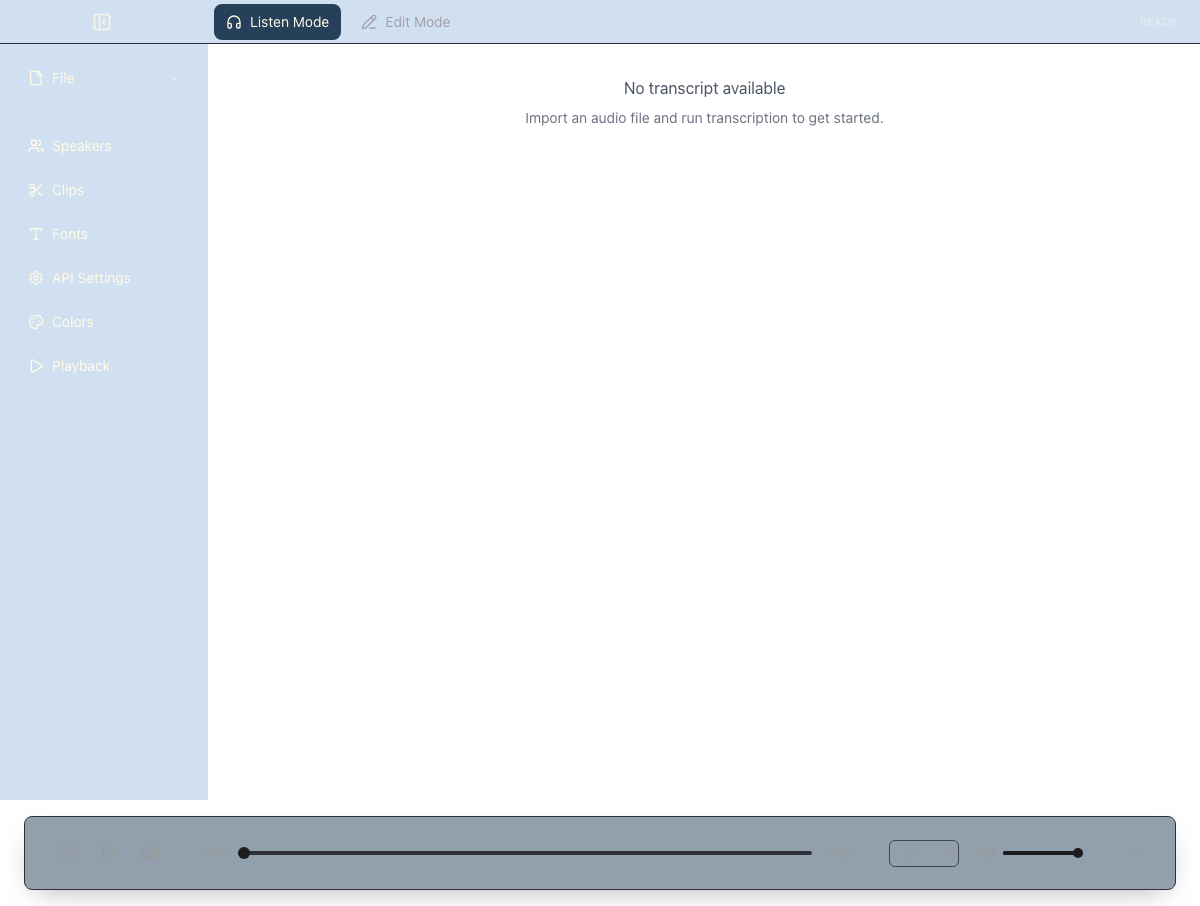 Listen Mode
Edit Mode
READY
File
No transcript available
Import an audio file and run transcription to get started.
Speakers
Clips
Fonts
API Settings
Colors
Playback
0:00
0:00